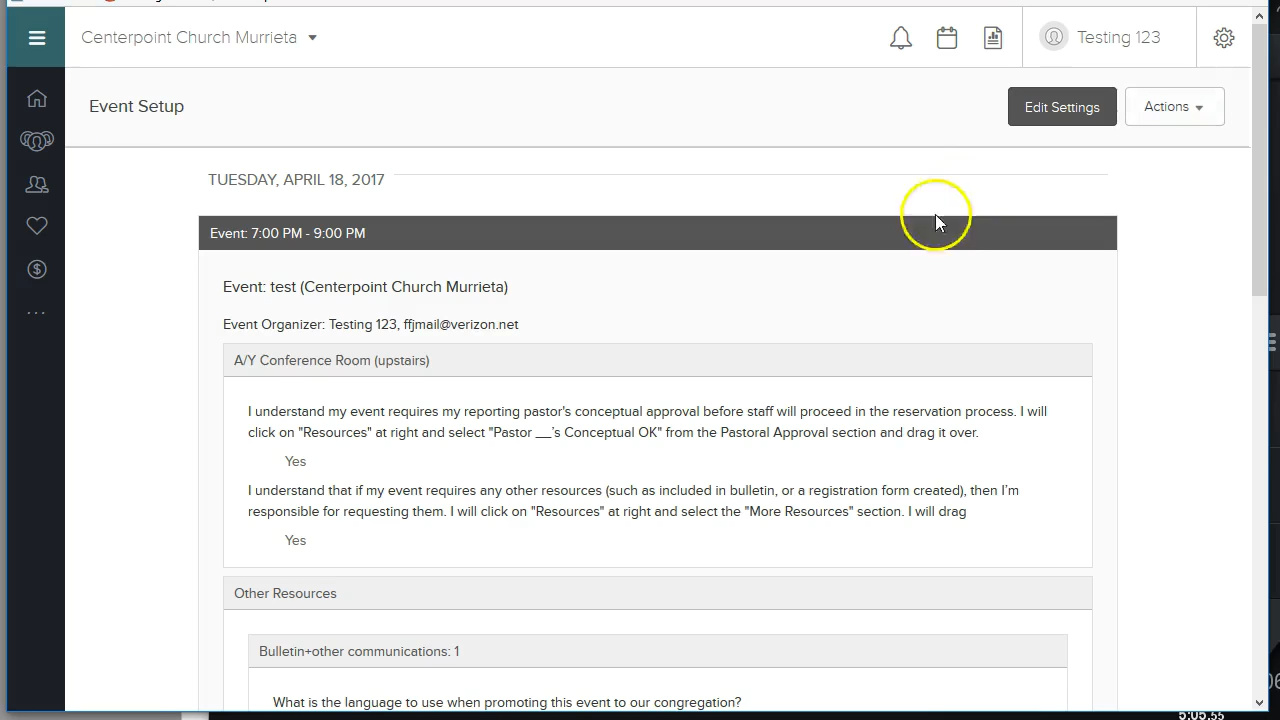 Centerpoint Church Murrieta
Testing 123
Event Setup
Edit Settings
Actions
TUESDAY, APRIL 18, 2017
Event: 7:00 PM - 9:00 PM
Event: test (Centerpoint Church Murrieta)
Event Organizer: Testing 123, ffjmail@verizon.net
A/Y Conference Room (upstairs)
I understand my event requires my reporting pastor's conceptual approval before staff will proceed in the reservation process. I will
click on "Resources" at right and select "Pastor __'s Conceptual OK" from the Pastoral Approval section and drag it over.
Yes
I understand that if my event requires any other resources (such as included in bulletin, or a registration form created), then I’m
responsible for requesting them. I will click on "Resources" at right and select the "More Resources" section. I will drag
Yes
Other Resources
Bulletin+other communications: 1
What is the language to use when promoting this event to our congregation?